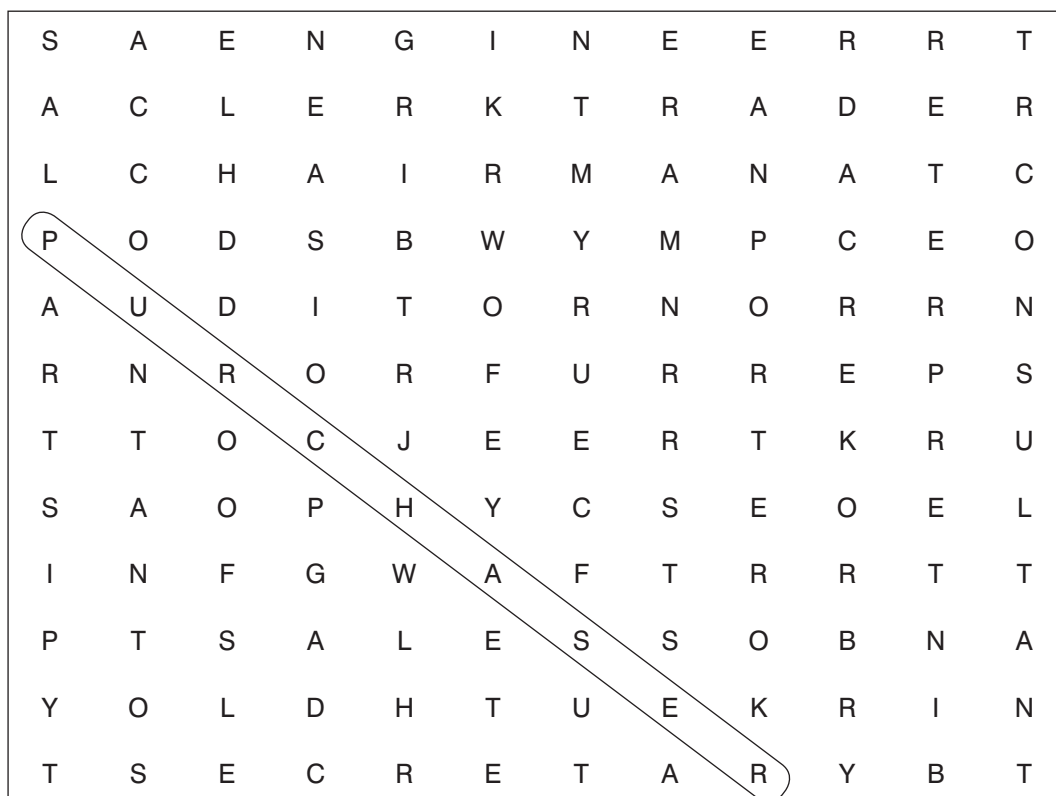 S A E N G I N E E R R T
A C L E R K T R A D E R
L C H A I R M A N A T C
P O D S B W Y M P C E O
A U D I T O R N O R R N
R N R O R F U R R E P S
T T O C J E E R T K R U
S A O P H Y C S E O E L
I N F G W A F T R R T T
P T S A L E S S O B N A
Y O L D H T U E K R I N
T S E C R E T A R Y B T